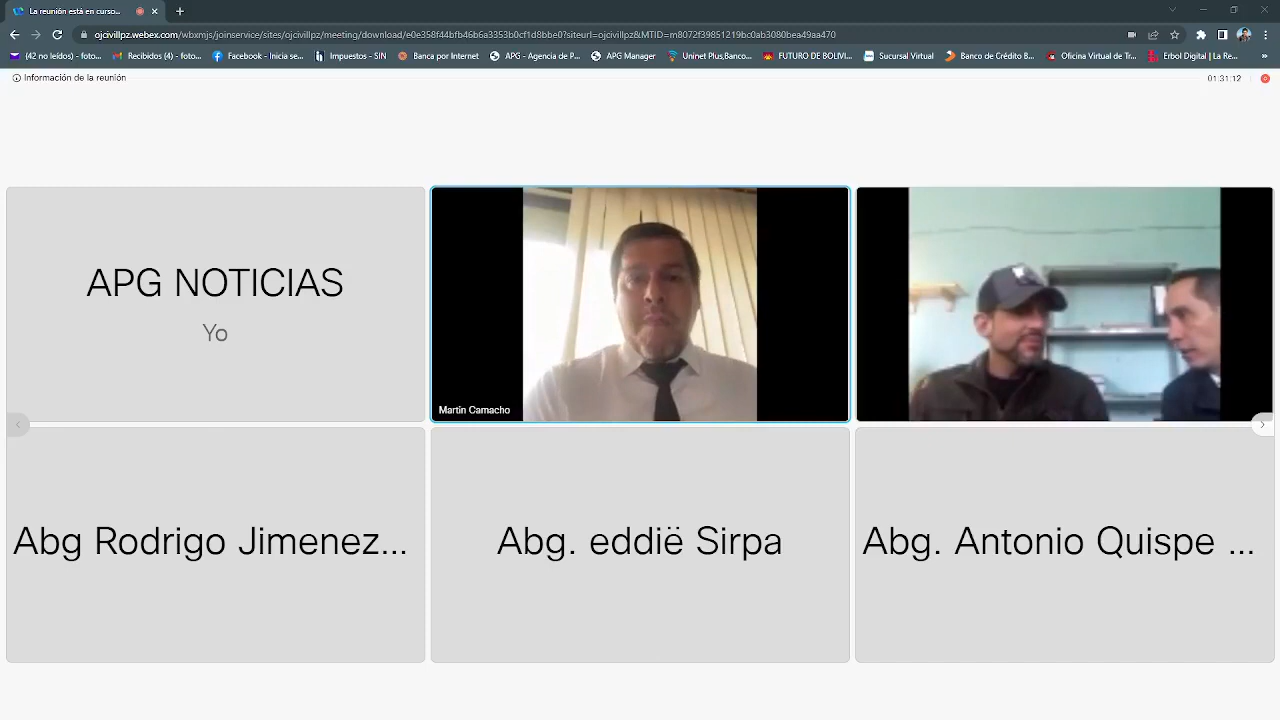 La reunión está en curso...
ojcivillpz.webex.com/wbxmjs/joinservice/sites/ojcivillpz/meeting/download/e0e358f44bfb46b6a3353b0cf1d6bbe0?siteurl=ojcivillpz&MTID=m8072f39851219bc0ab3080bea49aa470
(42 no leídos) - foto...
Recibidos (4) - foto...
Facebook - Inicia se...
Impuestos - SIN
Banca por Internet
APG - Agencia de P...
APG Manager
Uninet Plus,Banco...
FUTURO DE BOLIVI...
Sucursal Virtual
Banco de Crédito B...
Oficina Virtual de Tr...
Erbol Digital | La Re...
Información de la reunión
01:31:12
APG NOTICIAS
Yo
Martin Camacho
Abg Rodrigo Jimenez...
Abg. eddië Sirpa
Abg. Antonio Quispe ...